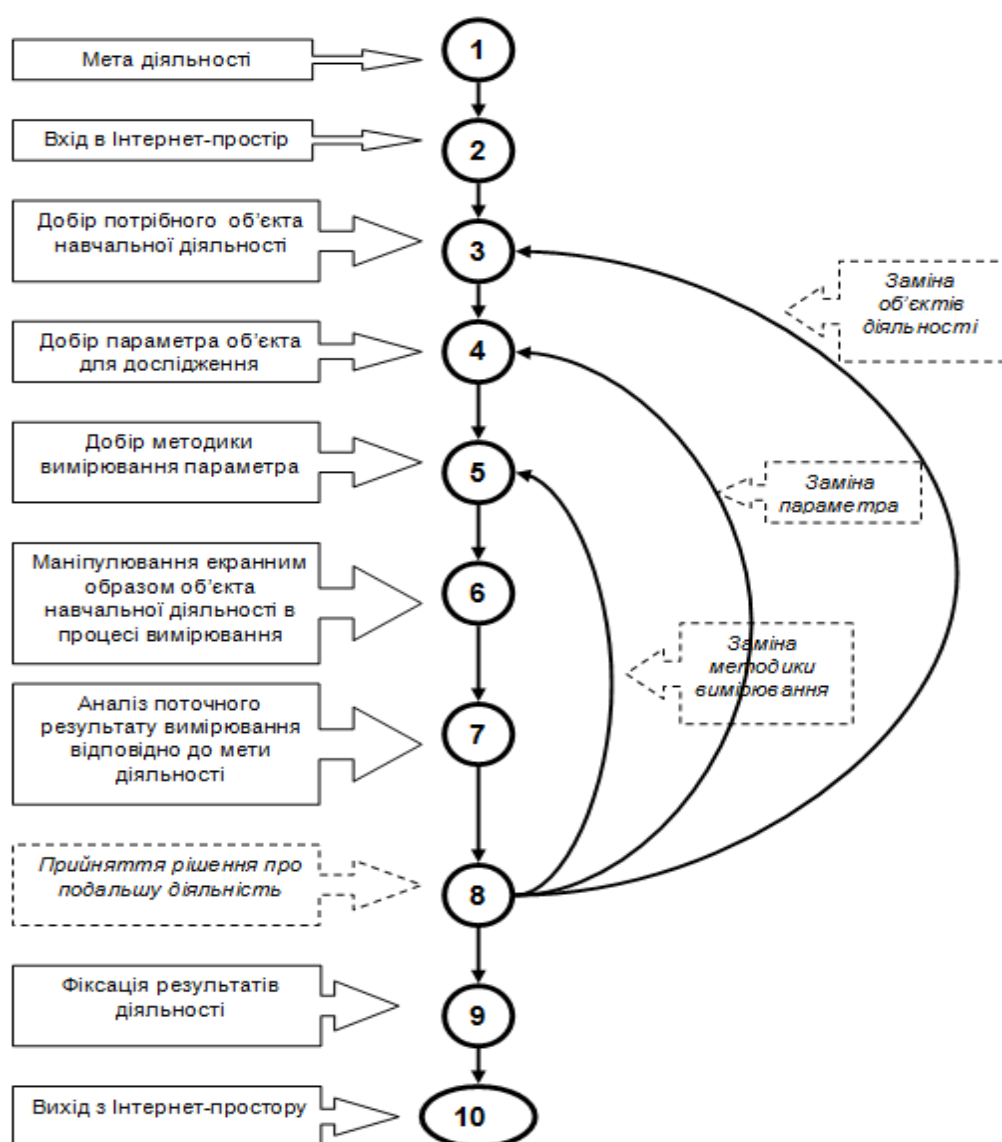 Мета діяльності
1
Вхід в Інтернет-простір
2
Добір потрібного об’єкта
навчальної діяльності
3
Заміна
об’єктів
діяльності
Добір параметра об’єкта
для дослідження
4
Добір методики
вимірювання параметра
5
Заміна
параметра
Маніпулювання екранним
образом об’єкта
навчальної діяльності в
процесі вимірювання
6
Заміна
методики
вимірювання
Аналіз поточного
результату вимірювання
відповідно до мети
діяльності
7
Прийняття рішення про
подальшу діяльність
8
Фіксація результатів
діяльності
9
Вихід з Інтернет-простору
10